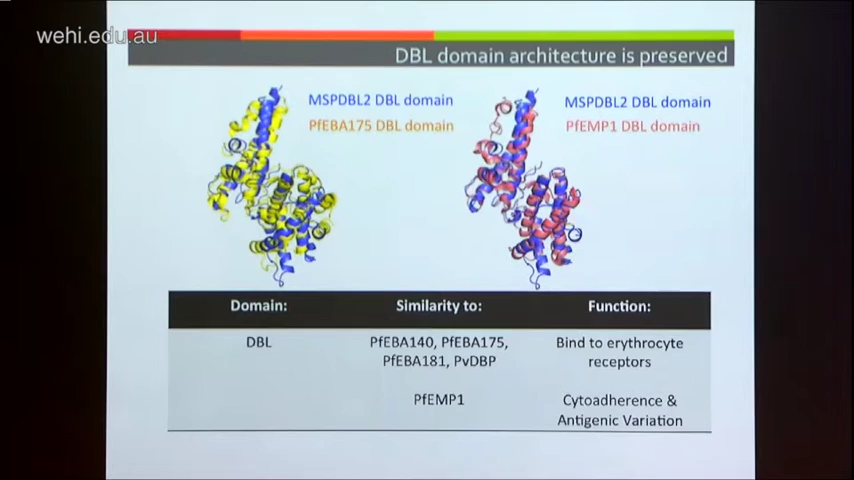 wehi.edu.au
DBL domain architecture is preserved
MSPDBL2 DBL domain
PfEBA175 DBL domain
MSPDBL2 DBL domain
PfEMP1 DBL domain
Domain: Similarity to: Function:
DBL PfEBA140, PfEBA175, Bind to erythrocyte
PfEBA181, PvDBP receptors
PfEMP1 Cytoadherence &
Antigenic Variation